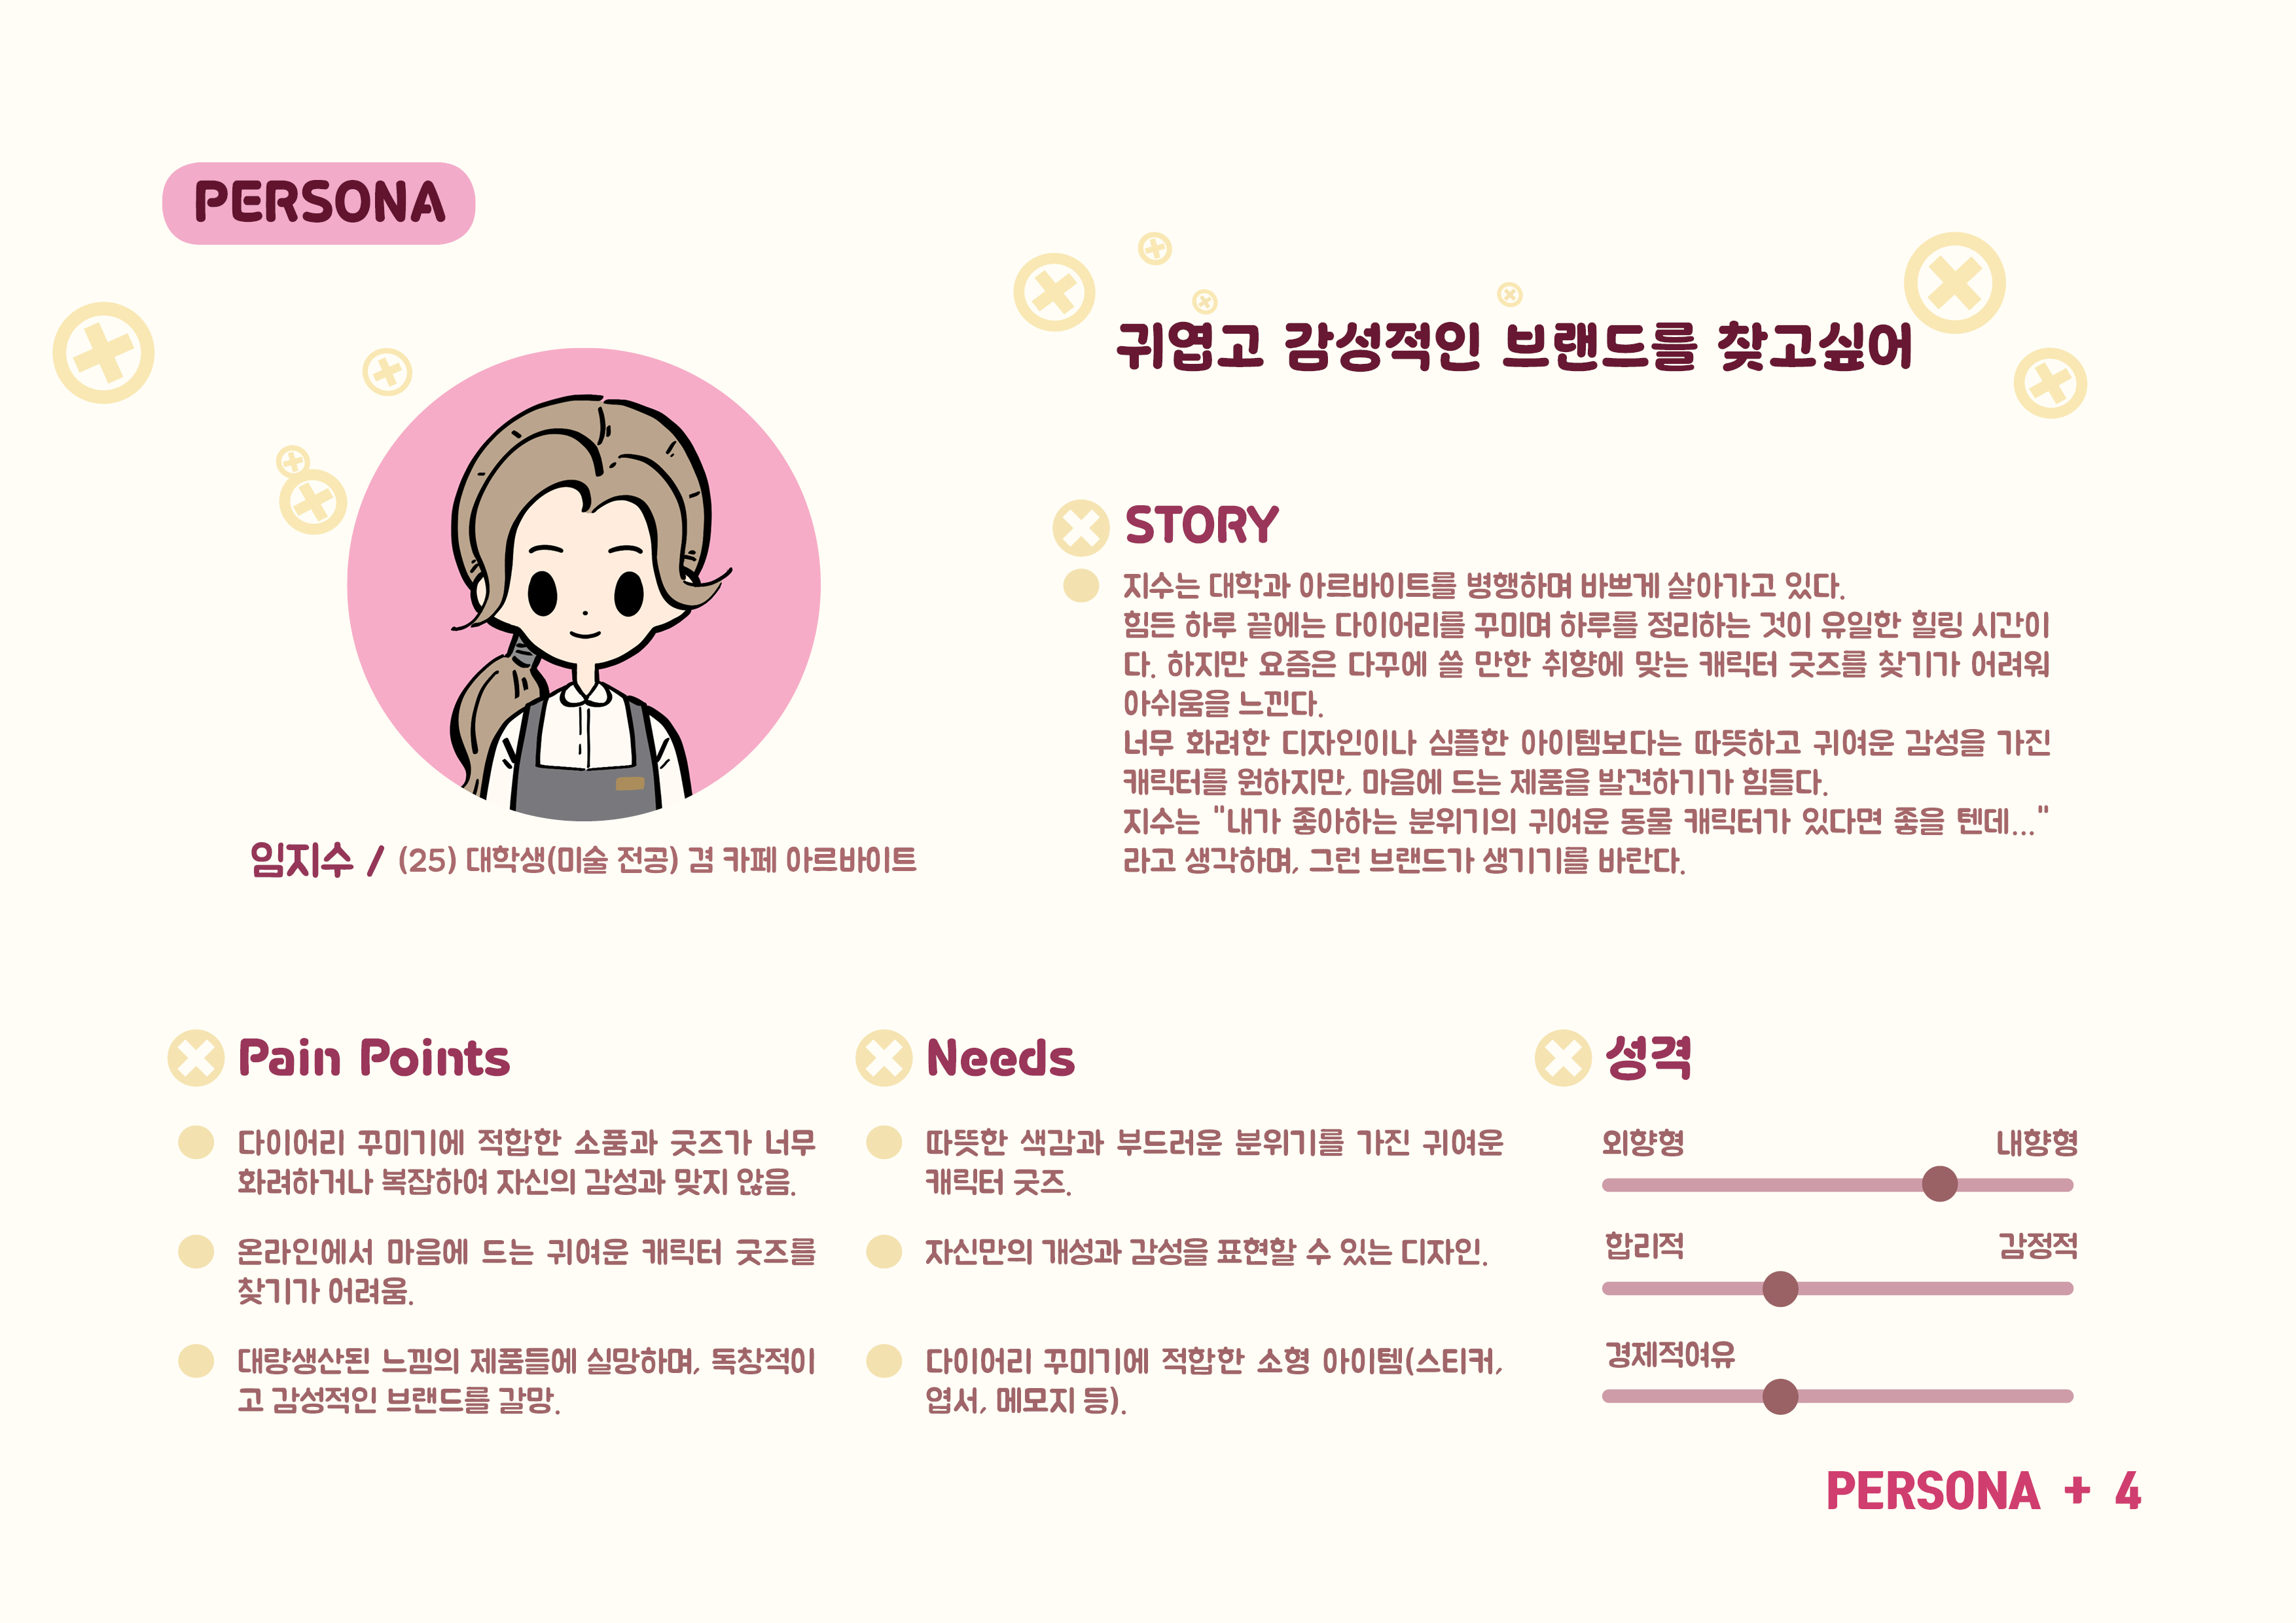 PERSONA
귀엽고 감성적인 브랜드를 찾고싶어
STORY
지수는 대학과 아르바이트를 병행하며 바쁘게 살아가고 있다.
힘든 하루 끝에는 다이어리를 꾸미며 하루를 정리하는 것이 유일한 힐링 시간이
다. 하지만 요즘은 다꾸에 쓸 만한 취향에 맞는 캐릭터 굿즈를 찾기가 어려워
아쉬움을 느낀다.
너무 화려한 디자인이나 심플한 아이템보다는 따뜻하고 귀여운 감성을 가진
캐릭터를 원하지만, 마음에 드는 제품을 발견하기가 힘들다.
지수는 "내가 좋아하는 분위기의 귀여운 동물 캐릭터가 있다면 좋을 텐데..."
라고 생각하며, 그런 브랜드가 생기기를 바란다.
임지수 / (25) 대학생(미술 전공) 겸 카페 아르바이트
Pain Points
다이어리 꾸미기에 적합한 소품과 굿즈가 너무
화려하거나 복잡하여 자신의 감성과 맞지 않음.
온라인에서 마음에 드는 귀여운 캐릭터 굿즈를
찾기가 어려움.
대량생산된 느낌의 제품들에 실망하며, 독창적이
고 감성적인 브랜드를 갈망.
Needs
따뜻한 색감과 부드러운 분위기를 가진 귀여운
캐릭터 굿즈.
자신만의 개성과 감성을 표현할 수 있는 디자인.
다이어리 꾸미기에 적합한 소형 아이템(스티커,
엽서, 메모지 등).
성격
외향형 내향형
합리적 감정적
경제적여유
PERSONA + 4